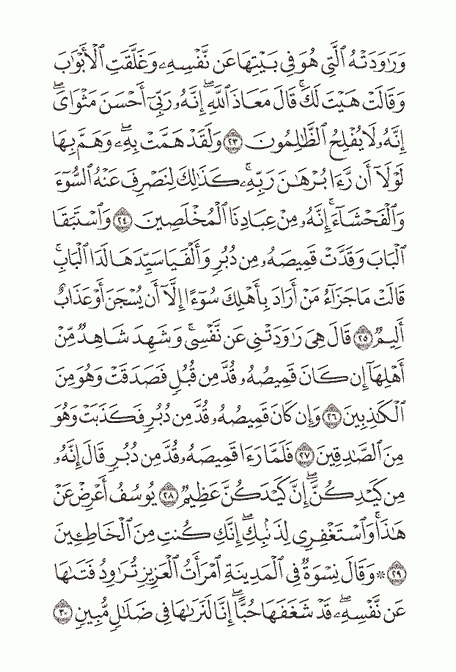 وَرَٰوَدَتْهُ ٱلَّتِى هُوَ فِى بَيْتِهَا عَن نَّفْسِهِۦ وَغَلَّقَتِ ٱلْأَبْوَٰبَ
وَقَالَتْ هَيْتَ لَكَ ۚ قَالَ مَعَاذَ ٱللَّهِ ۖ إِنَّهُۥ رَبِّىٓ أَحْسَنَ مَثْوَاىَ ۖ
إِنَّهُۥ لَا يُفْلِحُ ٱلظَّٰلِمُونَ ٢٣ وَلَقَدْ هَمَّتْ بِهِۦ ۖ وَهَمَّ بِهَا
لَوْلَآ أَن رَّءَا بُرْهَٰنَ رَبِّهِۦ ۚ كَذَٰلِكَ لِنَصْرِفَ عَنْهُ ٱلسُّوٓءَ
وَٱلْفَحْشَآءَ ۚ إِنَّهُۥ مِنْ عِبَادِنَا ٱلْمُخْلَصِينَ ٢٤ وَٱسْتَبَقَا
ٱلْبَابَ وَقَدَّتْ قَمِيصَهُۥ مِن دُبُرٍ وَأَلْفَيَا سَيِّدَهَا لَدَا ٱلْبَابِ ۚ
قَالَتْ مَا جَزَآءُ مَنْ أَرَادَ بِأَهْلِكَ سُوٓءًا إِلَّآ أَن يُسْجَنَ أَوْ عَذَابٌ
أَلِيمٌ ٢٥ قَالَ هِىَ رَٰوَدَتْنِى عَن نَّفْسِى ۚ وَشَهِدَ شَاهِدٌ مِّنْ
أَهْلِهَآ إِن كَانَ قَمِيصُهُۥ قُدَّ مِن قُبُلٍ فَصَدَقَتْ وَهُوَ مِنَ
ٱلْكَٰذِبِينَ ٢٦ وَإِن كَانَ قَمِيصُهُۥ قُدَّ مِن دُبُرٍ فَكَذَبَتْ وَهُوَ
مِنَ ٱلصَّٰدِقِينَ ٢٧ فَلَمَّا رَءَا قَمِيصَهُۥ قُدَّ مِن دُبُرٍ قَالَ إِنَّهُۥ
مِن كَيْدِكُنَّ ۖ إِنَّ كَيْدَكُنَّ عَظِيمٌ ٢٨ يُوسُفُ أَعْرِضْ عَنْ
هَٰذَا ۚ وَٱسْتَغْفِرِى لِذَنۢبِكِ ۖ إِنَّكِ كُنتِ مِنَ ٱلْخَاطِـِٔينَ
٢٩ ۞ وَقَالَ نِسْوَةٌ فِى ٱلْمَدِينَةِ ٱمْرَأَتُ ٱلْعَزِيزِ تُرَٰوِدُ فَتَىٰهَا
عَن نَّفْسِهِۦ ۖ قَدْ شَغَفَهَا حُبًّا ۖ إِنَّا لَنَرَىٰهَا فِى ضَلَٰلٍ مُّبِينٍ ٣٠